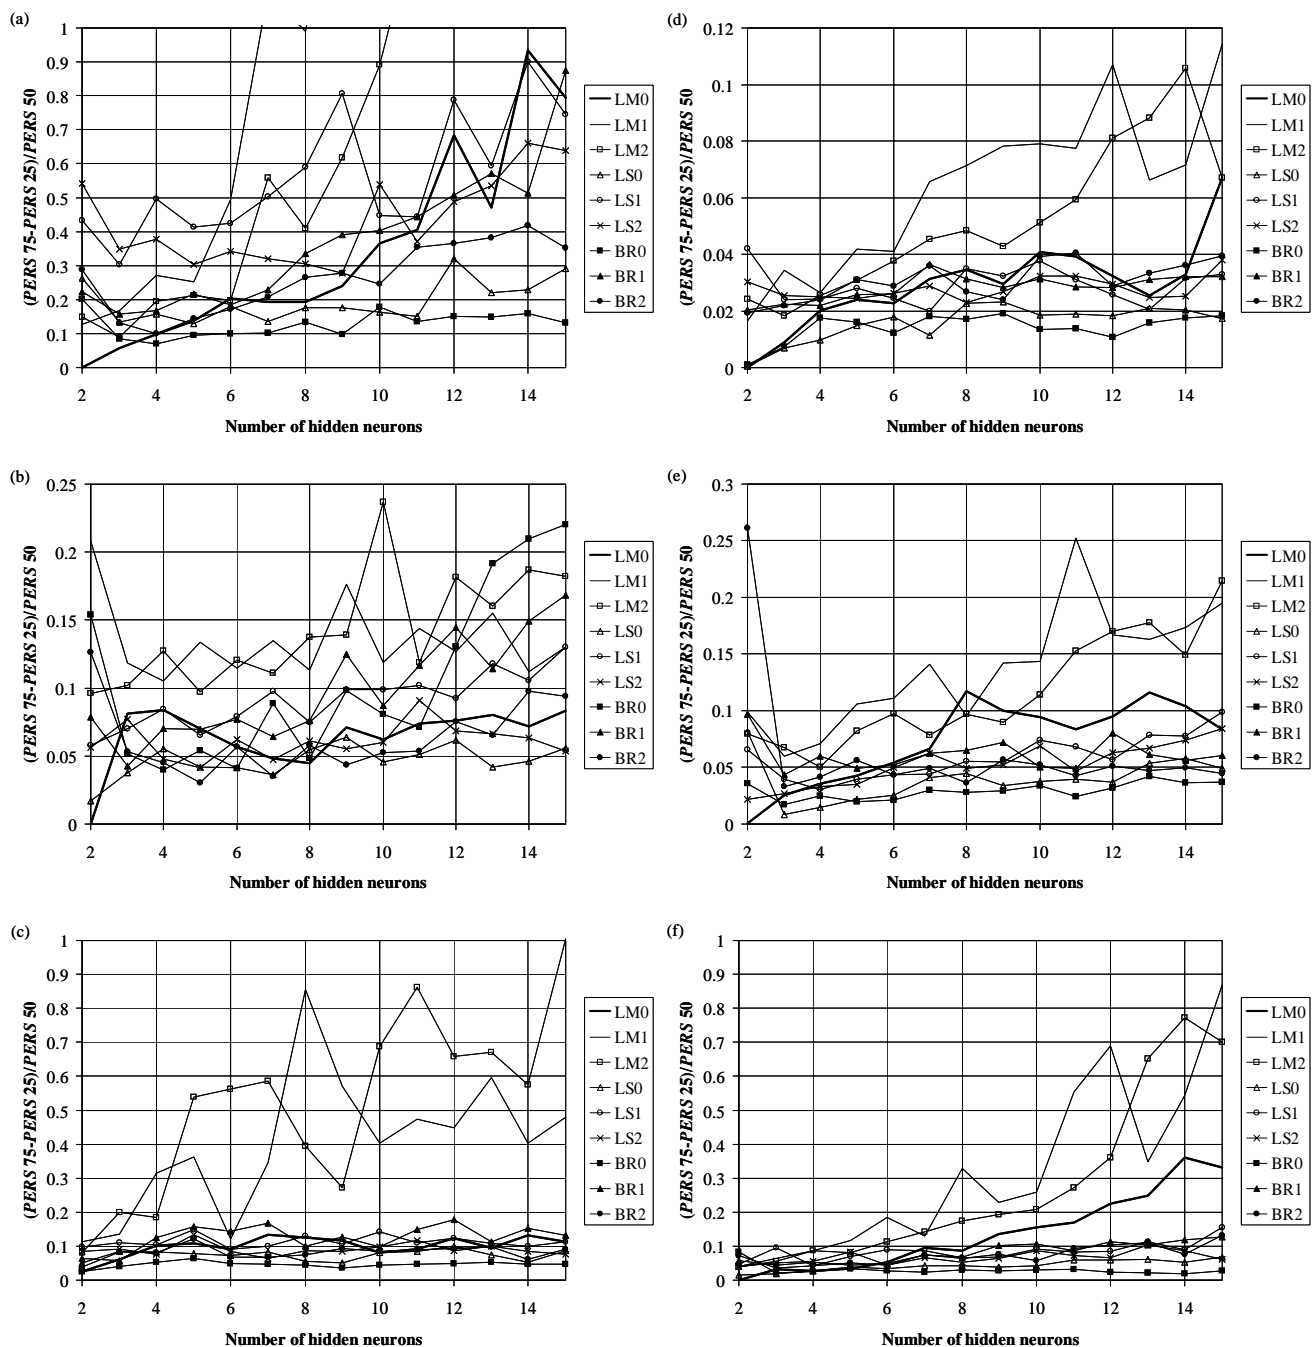 (a)
(PERS 75-PERS 25)/PERS 50
1
0.9
0.8
0.7
0.6
0.5
0.4
0.3
0.2
0.1
0
2 4 6 8 10 12 14
Number of hidden neurons
LM0
LM1
LM2
LS0
LS1
LS2
BR0
BR1
BR2
(d)
(PERS 75-PERS 25)/PERS 50
0.12
0.1
0.08
0.06
0.04
0.02
0
2 4 6 8 10 12 14
Number of hidden neurons
LM0
LM1
LM2
LS0
LS1
LS2
BR0
BR1
BR2
(b)
(PERS 75-PERS 25)/PERS 50
0.25
0.2
0.15
0.1
0.05
0
2 4 6 8 10 12 14
Number of hidden neurons
LM0
LM1
LM2
LS0
LS1
LS2
BR0
BR1
BR2
(e)
(PERS 75-PERS 25)/PERS 50
0.3
0.25
0.2
0.15
0.1
0.05
0
2 4 6 8 10 12 14
Number of hidden neurons
LM0
LM1
LM2
LS0
LS1
LS2
BR0
BR1
BR2
(c)
(PERS 75-PERS 25)/PERS 50
1
0.9
0.8
0.7
0.6
0.5
0.4
0.3
0.2
0.1
0
2 4 6 8 10 12 14
Number of hidden neurons
LM0
LM1
LM2
LS0
LS1
LS2
BR0
BR1
BR2
(f)
(PERS 75-PERS 25)/PERS 50
1
0.9
0.8
0.7
0.6
0.5
0.4
0.3
0.2
0.1
0
2 4 6 8 10 12 14
Number of hidden neurons
LM0
LM1
LM2
LS0
LS1
LS2
BR0
BR1
BR2